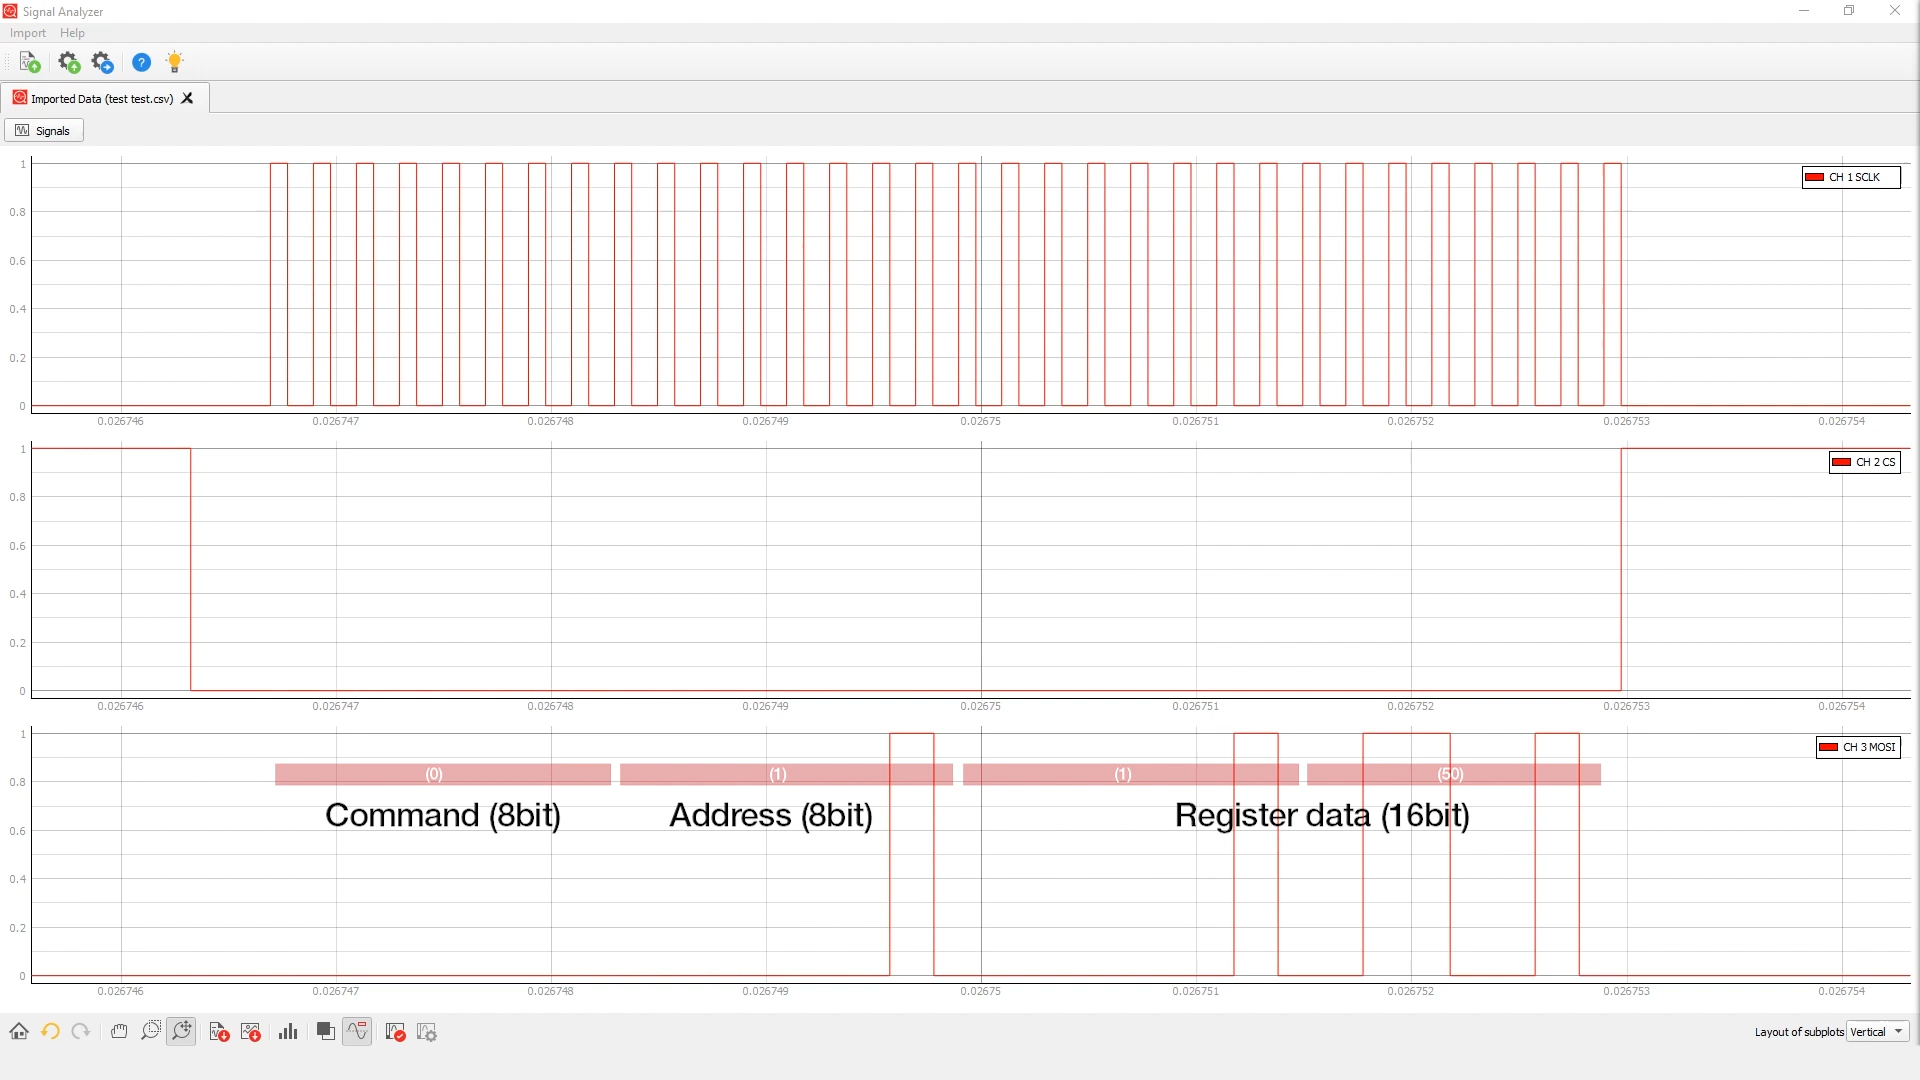 Signal Analyzer
Import Help
Imported Data (test test.csv)
Signals
1
0.8
0.6
0.4
0.2
0
CH 1 SCLK
0.026746 0.026747 0.026748 0.026749 0.02675 0.026751 0.026752 0.026753 0.026754
1
0.8
0.6
0.4
0.2
0
CH 2 CS
0.026746 0.026747 0.026748 0.026749 0.02675 0.026751 0.026752 0.026753 0.026754
1
0.8
0.6
0.4
0.2
0
CH 3 MOSI
(0) (1) (1) (50)
Command (8bit) Address (8bit) Register data (16bit)
0.026746 0.026747 0.026748 0.026749 0.02675 0.026751 0.026752 0.026753 0.026754
Layout of subplots Vertical